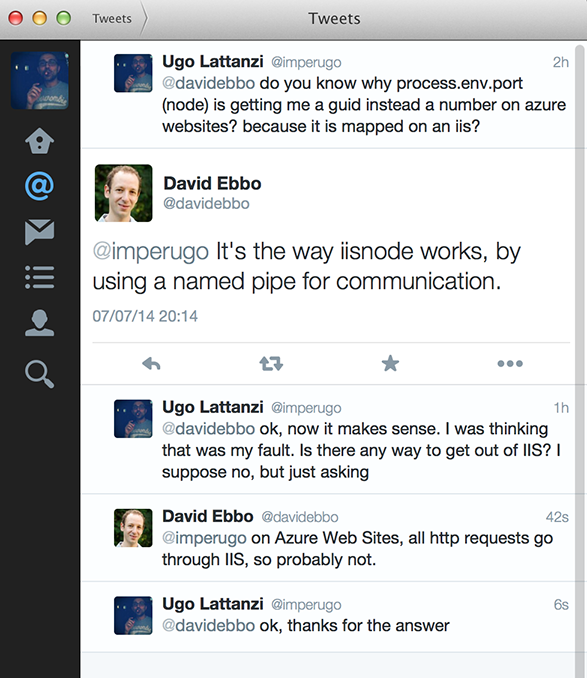 Tweets
Tweets
Ugo Lattanzi @imperugo 2h
@davidebbo do you know why process.env.port
(node) is getting me a guid instead a number on azure
websites? because it is mapped on an iis?
David Ebbo
@davidebbo
@imperugo It's the way iisnode works, by
using a named pipe for communication.
07/07/14 20:14
Ugo Lattanzi @imperugo 1h
@davidebbo ok, now it makes sense. I was thinking
that was my fault. Is there any way to get out of IIS? I
suppose no, but just asking
David Ebbo @davidebbo 42s
@imperugo on Azure Web Sites, all http requests go
through IIS, so probably not.
Ugo Lattanzi @imperugo 6s
@davidebbo ok, thanks for the answer